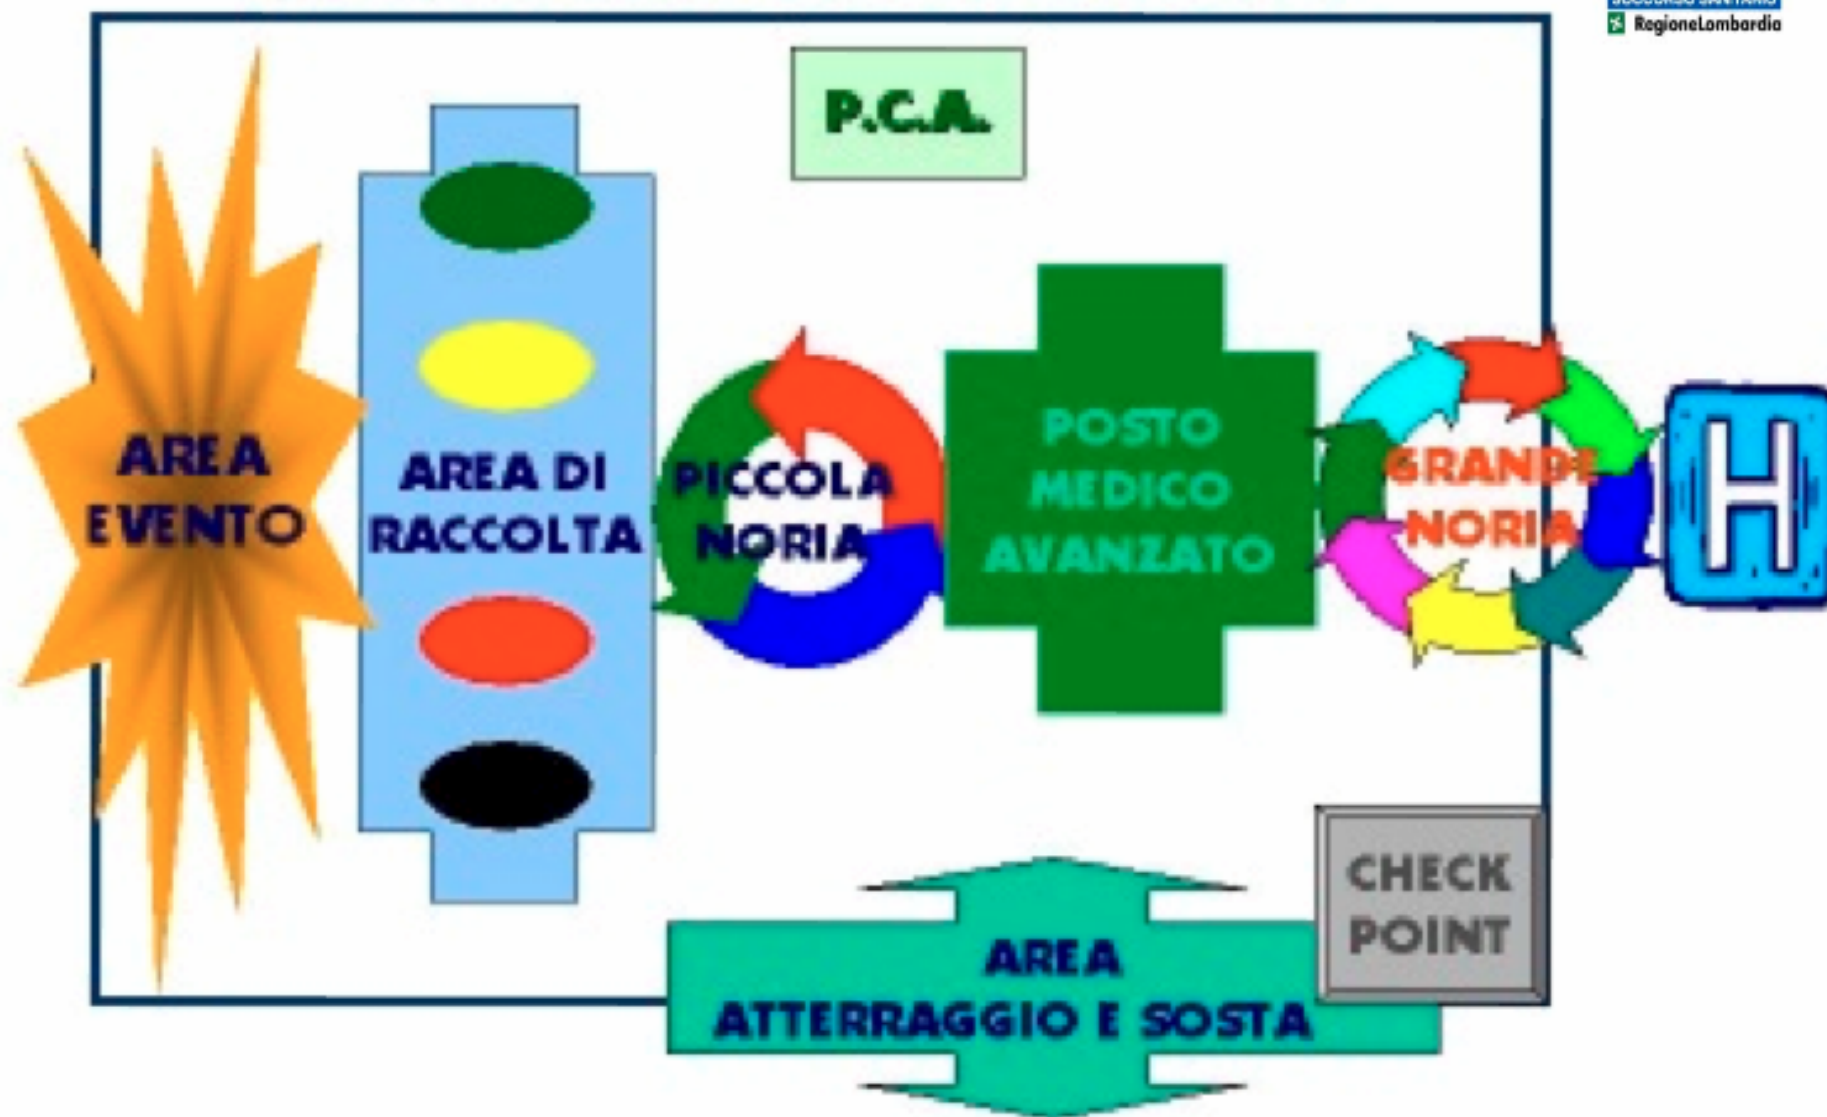 RegioneLombardia
P.C.A.
AREA
EVENTO
AREA DI
RACCOLTA
PICCOLA
NORIA
POSTO
MEDICO
AVANZATO
GRANDE
NORIA
H
CHECK
POINT
AREA
ATTERRAGGIO E SOSTA